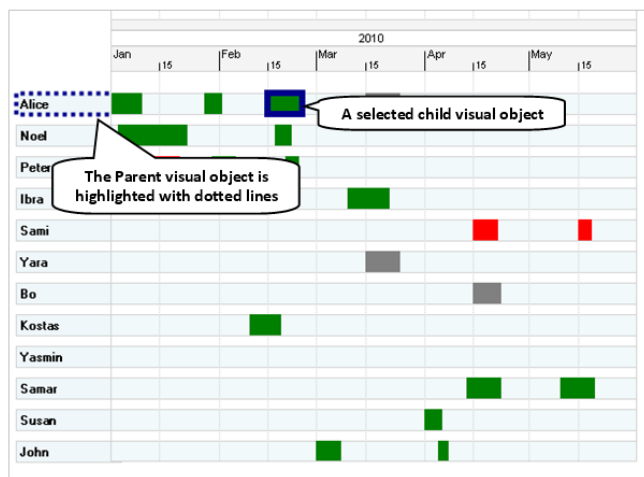 2010
Jan Feb Mar Apr May
15 15 15 15 15
Alice
A selected child visual object
Noel
Peter
The Parent visual object is
highlighted with dotted lines
Ibra
Sami
Yara
Bo
Kostas
Yasmin
Samar
Susan
John